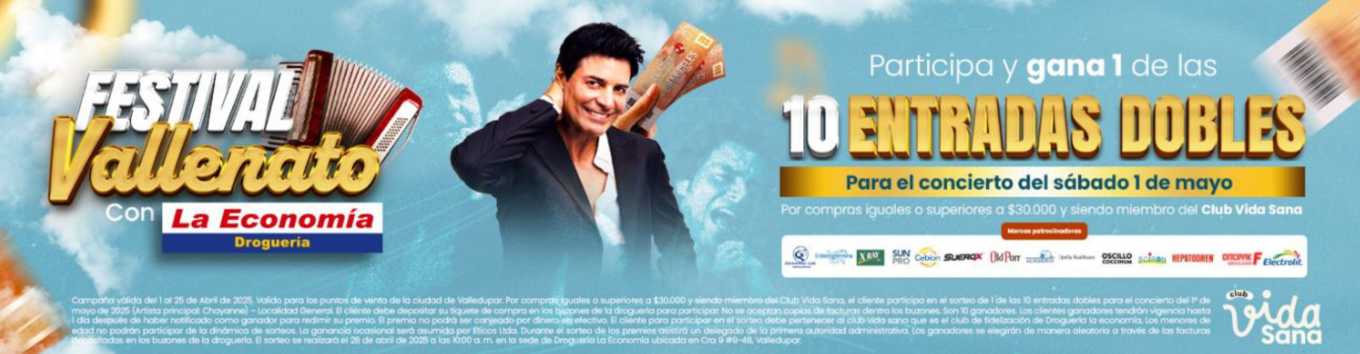 FESTIVAL
Vallenato
Con La Economía
Droguería
Participa y gana 1 de las
10 ENTRADAS DOBLES
Para el concierto del sábado 1 de mayo
Por compras iguales o superiores a $30.000 y siendo miembro del Club Vida Sana
Marcas patrocinadoras
X RAY SUN PRO Cebion SUEROX Old Parr OSCILLO COCCINUM HEPATODREN Electrolit
Campaña válida del 1 al 25 de Abril de 2025. Valido para los puntos de venta de la ciudad de Valledupar. Por compras iguales o superiores a $30.000 y siendo miembro del Club Vida Sana, el cliente participa en el sorteo de 1 de las 10 entradas dobles para el concierto del 1º de
mayo de 2025 (Artista principal: Chayanne) – Localidad General. El cliente debe depositar su tiquete de compra en los buzones de la droguería para participar. No se aceptan copias de facturas dentro los buzones. Son 10 ganadores. Los clientes ganadores tendrán vigencia hasta
1 día después de haber notificado como ganador para redimir su premio. El premio no podrá ser canjeado por dinero en efectivo. El cliente para participar en el sorteo debe pertenecer al club vida sana que es el club de fidelización de Droguería la economía. Los menores de
edad no podrán participar de la dinámica de sorteos. La ganancia ocasional será asumida por Éticos Ltda. Durante el sorteo de los premios asistirá un delegado de la primera autoridad administrativa. Los ganadores se elegirán de manera aleatoria a través de las facturas
depositadas en los buzones de la droguería. El sorteo se realizará el 28 de abril de 2025 a las 10:00 a. m. en la sede de Droguería La Economía ubicada en Cra 9 #9-48, Valledupar.
club
Vida
Sana